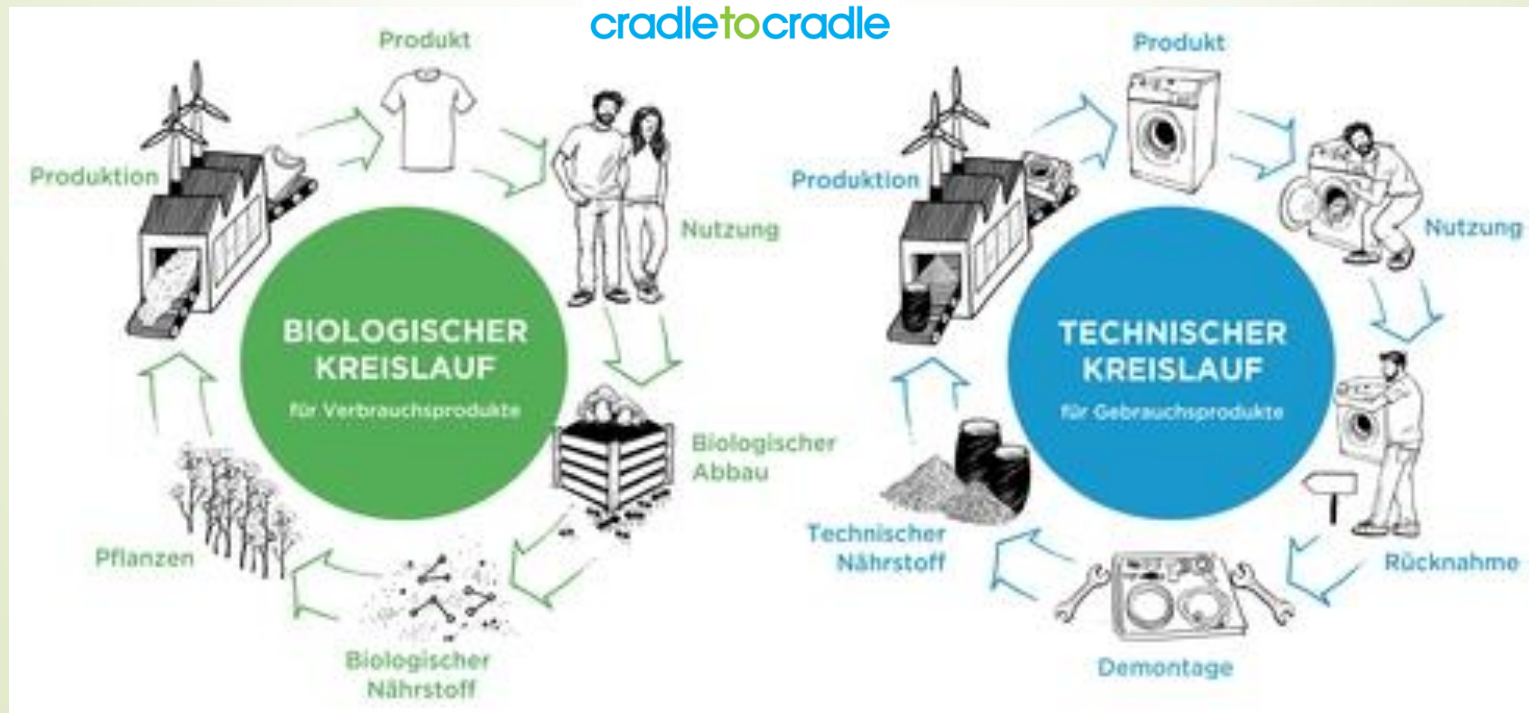 cradletocradle
Produkt
Produktion
Nutzung
BIOLOGISCHER
KREISLAUF
für Verbrauchsprodukte
Biologischer
Abbau
Pflanzen
Biologischer
Nährstoff
Produkt
Produktion
Nutzung
TECHNISCHER
KREISLAUF
für Gebrauchsprodukte
Technischer
Nährstoff
Rücknahme
Demontage